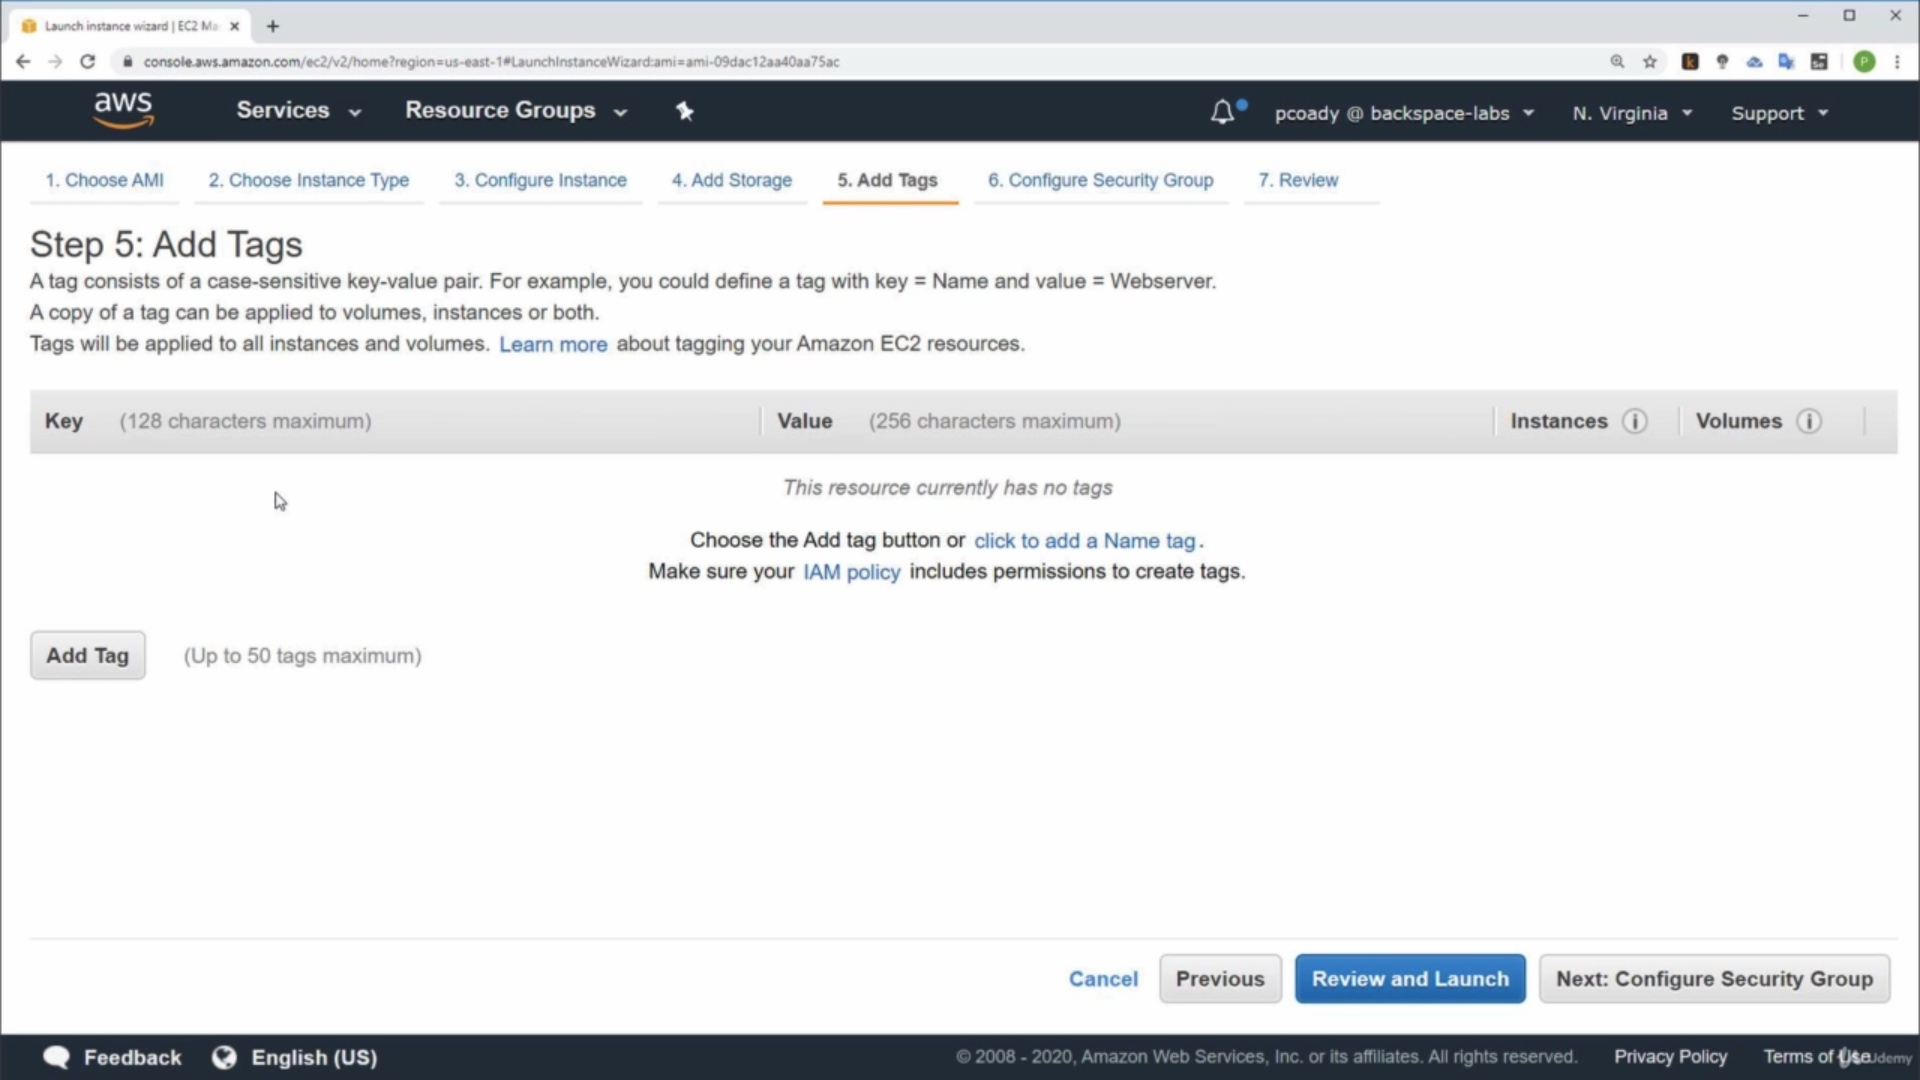 Launch instance wizard | EC2 Ma
console.aws.amazon.com/ec2/v2/home?region=us-east-1#LaunchInstanceWizard:ami=ami-09dac12aa40aa75ac
P
aws Services Resource Groups pcoady @ backspace-labs N. Virginia Support
1. Choose AMI 2. Choose Instance Type 3. Configure Instance 4. Add Storage 5. Add Tags 6. Configure Security Group 7. Review
Step 5: Add Tags
A tag consists of a case-sensitive key-value pair. For example, you could define a tag with key = Name and value = Webserver.
A copy of a tag can be applied to volumes, instances or both.
Tags will be applied to all instances and volumes. Learn more about tagging your Amazon EC2 resources.
Key (128 characters maximum) Value (256 characters maximum) Instances Volumes
This resource currently has no tags
Choose the Add tag button or click to add a Name tag.
Make sure your IAM policy includes permissions to create tags.
Add Tag (Up to 50 tags maximum)
Cancel Previous Review and Launch Next: Configure Security Group
Feedback English (US) © 2008 - 2020, Amazon Web Services, Inc. or its affiliates. All rights reserved. Privacy Policy Terms of Use